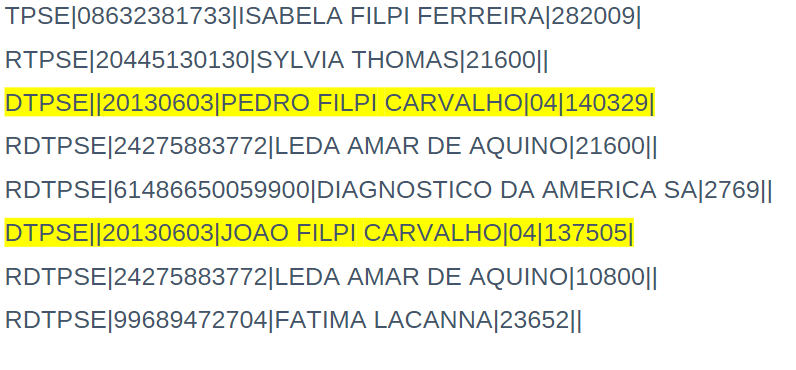 TPSE|08632381733|ISABELA FILPI FERREIRA|282009|
RTPSE|20445130130|SYLVIA THOMAS|21600||
DTPSE||20130603|PEDRO FILPI CARVALHO|04|140329|
RDTPSE|24275883772|LEDA AMAR DE AQUINO|21600||
RDTPSE|61486650059900|DIAGNOSTICO DA AMERICA SA|2769||
DTPSE||20130603|JOAO FILPI CARVALHO|04|137505|
RDTPSE|24275883772|LEDA AMAR DE AQUINO|10800||
RDTPSE|99689472704|FATIMA LACANNA|23652||